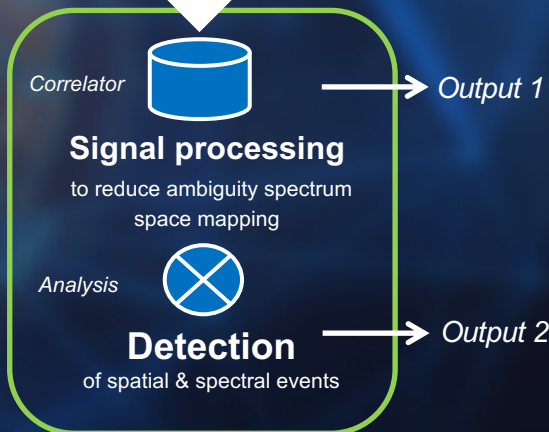 Correlator
Output 1
Signal processing
to reduce ambiguity spectrum
space mapping
Analysis
Output 2
Detection
of spatial & spectral events